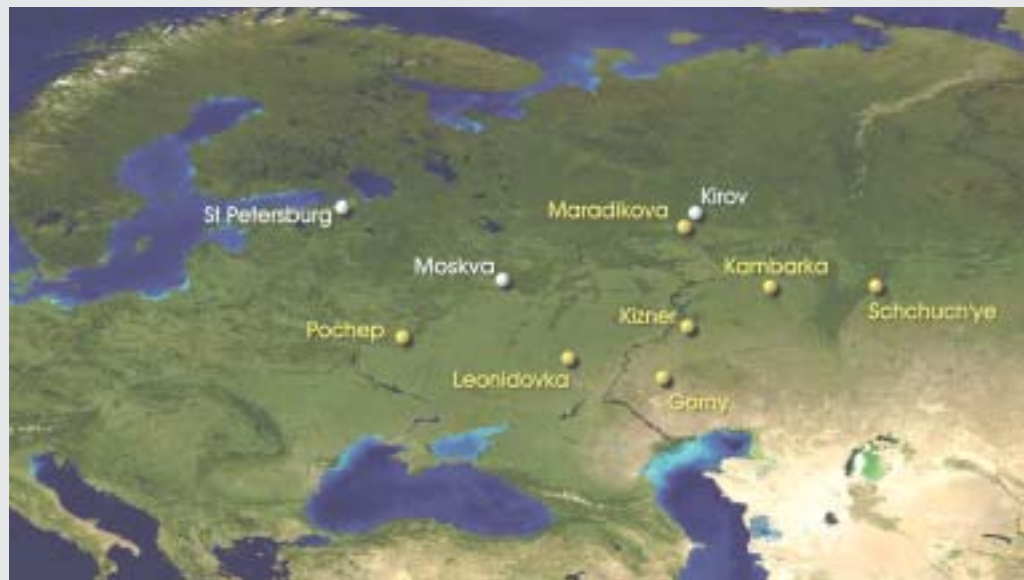 Kirov
Maradikova
St Petersburg
Moskva
Kambarka
Schchuch'ye
Kizner
Pochep
Leonidovka
Gorny